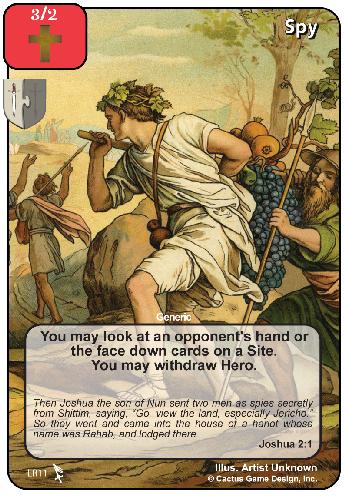 3/2
Spy
Generic
You may look at an opponent's hand or
the face down cards on a Site.
You may withdraw Hero.
Then Joshua the son of Nun sent two men as spies secretly
from Shittim, saying, "Go, view the land, especially Jericho."
So they went and came into the house of a harlot whose
name was Rahab, and lodged there.
Joshua 2:1
Illus. Artist Unknown
© Cactus Game Design, Inc.